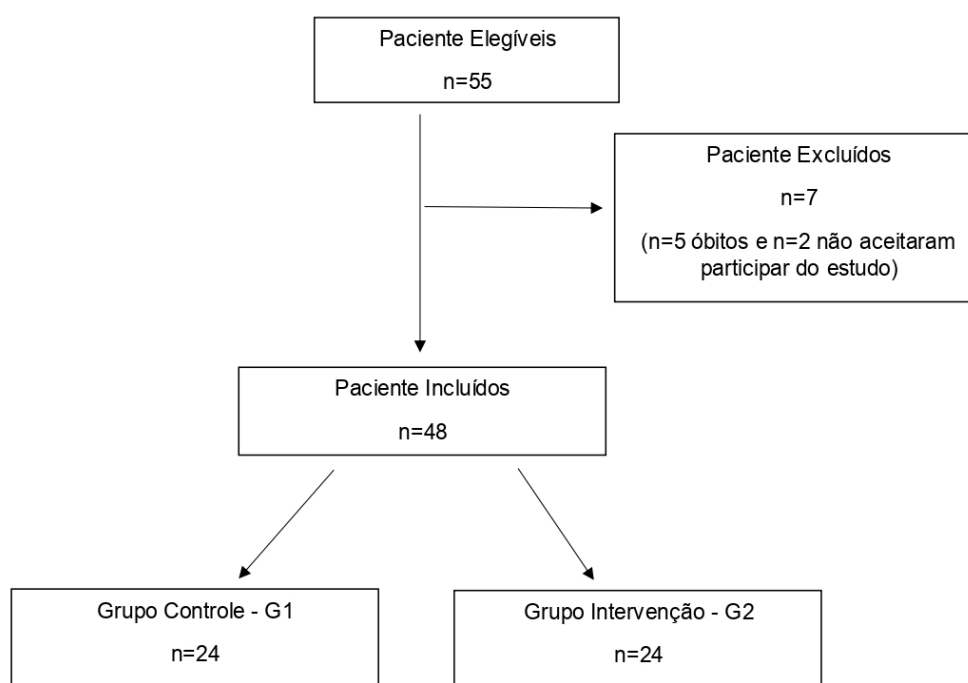 Paciente Elegíveis
n=55
Paciente Excluídos
n=7
(n=5 óbitos e n=2 não aceitaram
participar do estudo)
Paciente Incluídos
n=48
Grupo Controle - G1
n=24
Grupo Intervenção - G2
n=24